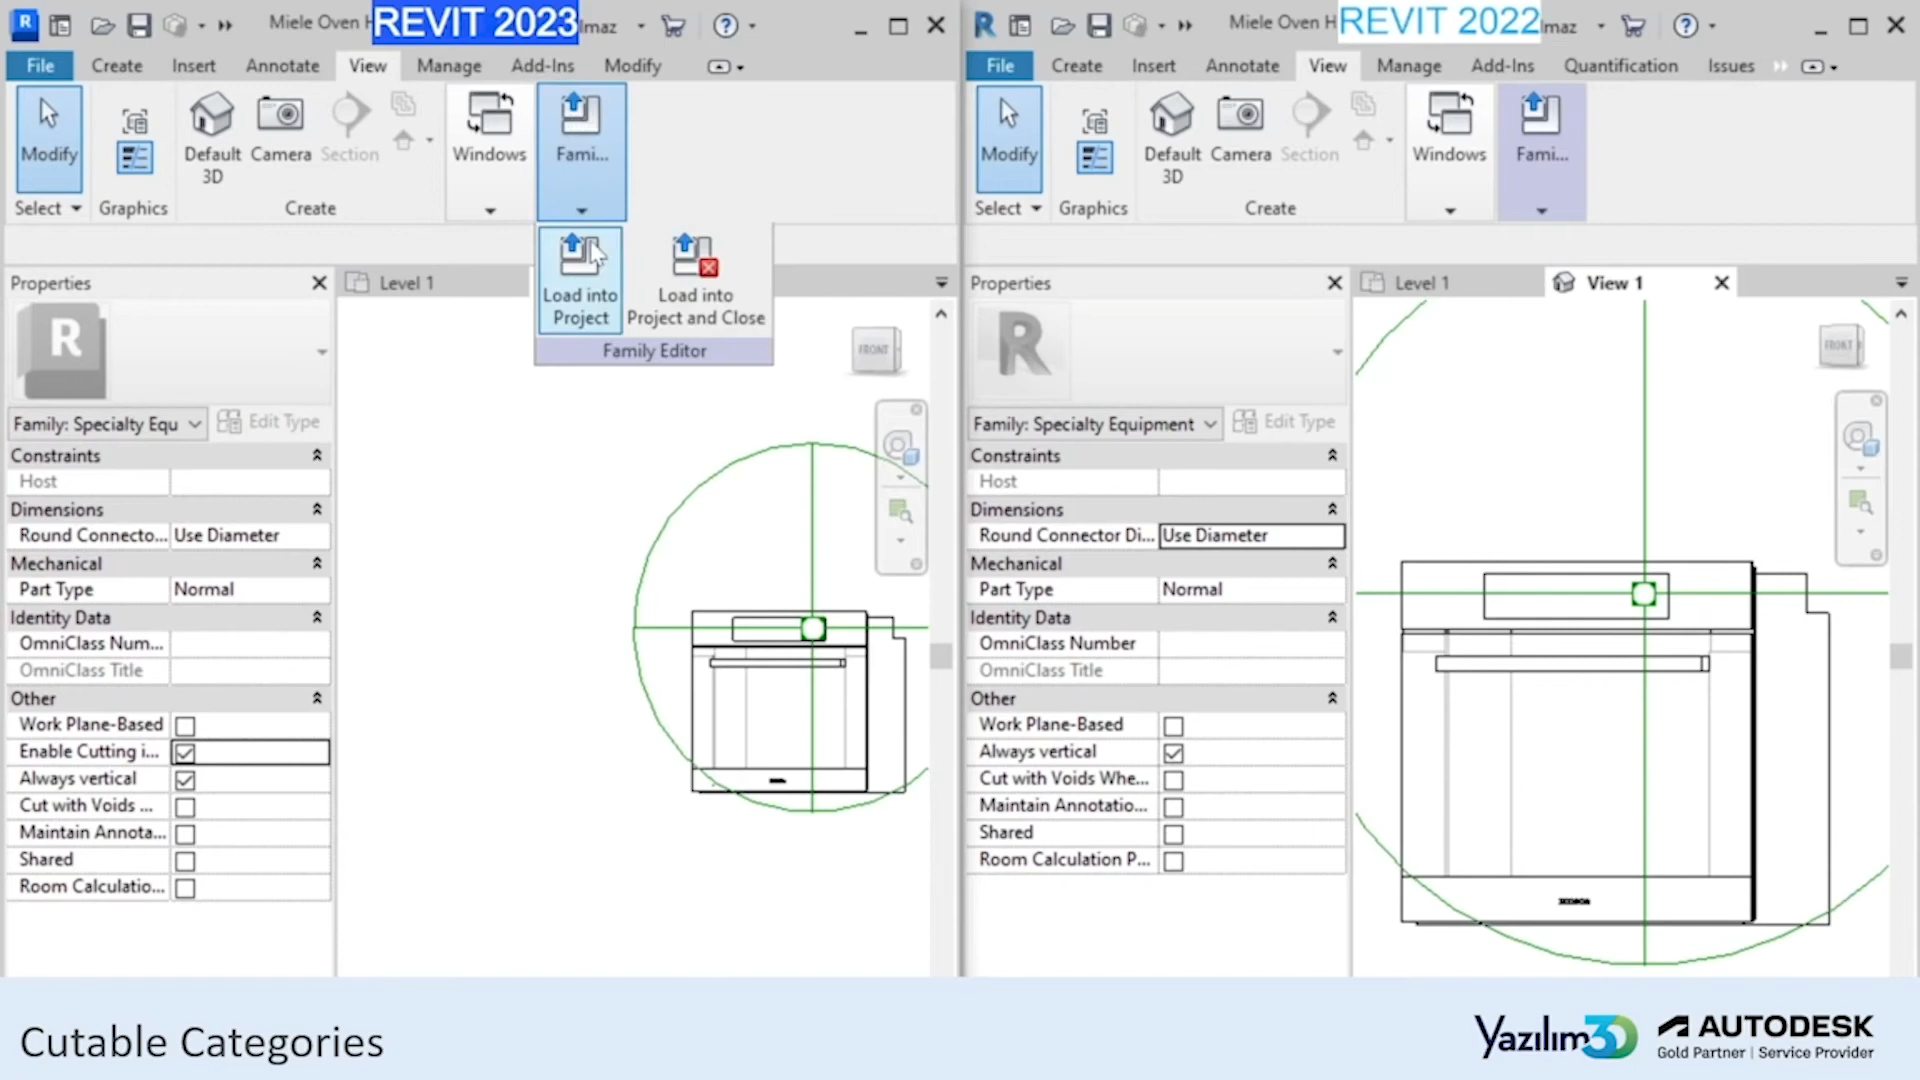 Miele Oven H
REVIT 2023
lmaz
File
Create
Insert
Annotate
View
Manage
Add-Ins
Modify
Modify
Default
3D
Camera
Section
Windows
Fami...
Select
Graphics
Create
Load into
Project
Load into
Project and Close
Family Editor
Properties
Level 1
R
FRONT
Family: Specialty Equ
Edit Type
Constraints
Host
Dimensions
Round Connecto...
Use Diameter
Mechanical
Part Type
Normal
Identity Data
OmniClass Num...
OmniClass Title
Other
Work Plane-Based
Enable Cutting i...
Always vertical
Cut with Voids ...
Maintain Annota...
Shared
Room Calculatio...
R
Miele Oven H
REVIT 2022
lmaz
File
Create
Insert
Annotate
View
Manage
Add-Ins
Quantification
Issues
Modify
Default
3D
Camera
Section
Windows
Fami...
Select
Graphics
Create
Properties
Level 1
View 1
R
FRONT
Family: Specialty Equipment
Edit Type
Constraints
Host
Dimensions
Round Connector Di...
Use Diameter
Mechanical
Part Type
Normal
Identity Data
OmniClass Number
OmniClass Title
Other
Work Plane-Based
Always vertical
Cut with Voids Whe...
Maintain Annotatio...
Shared
Room Calculation P...
Cutable Categories
Yazılım3D
AUTODESK
Gold Partner | Service Provider